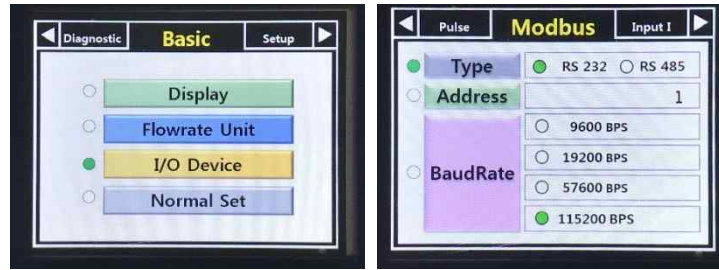 Diagnostic Basic Setup
Display
Flowrate Unit
I/O Device
Normal Set
Pulse Modbus Input I
Type RS 232 RS 485
Address 1
BaudRate
9600 BPS
19200 BPS
57600 BPS
115200 BPS